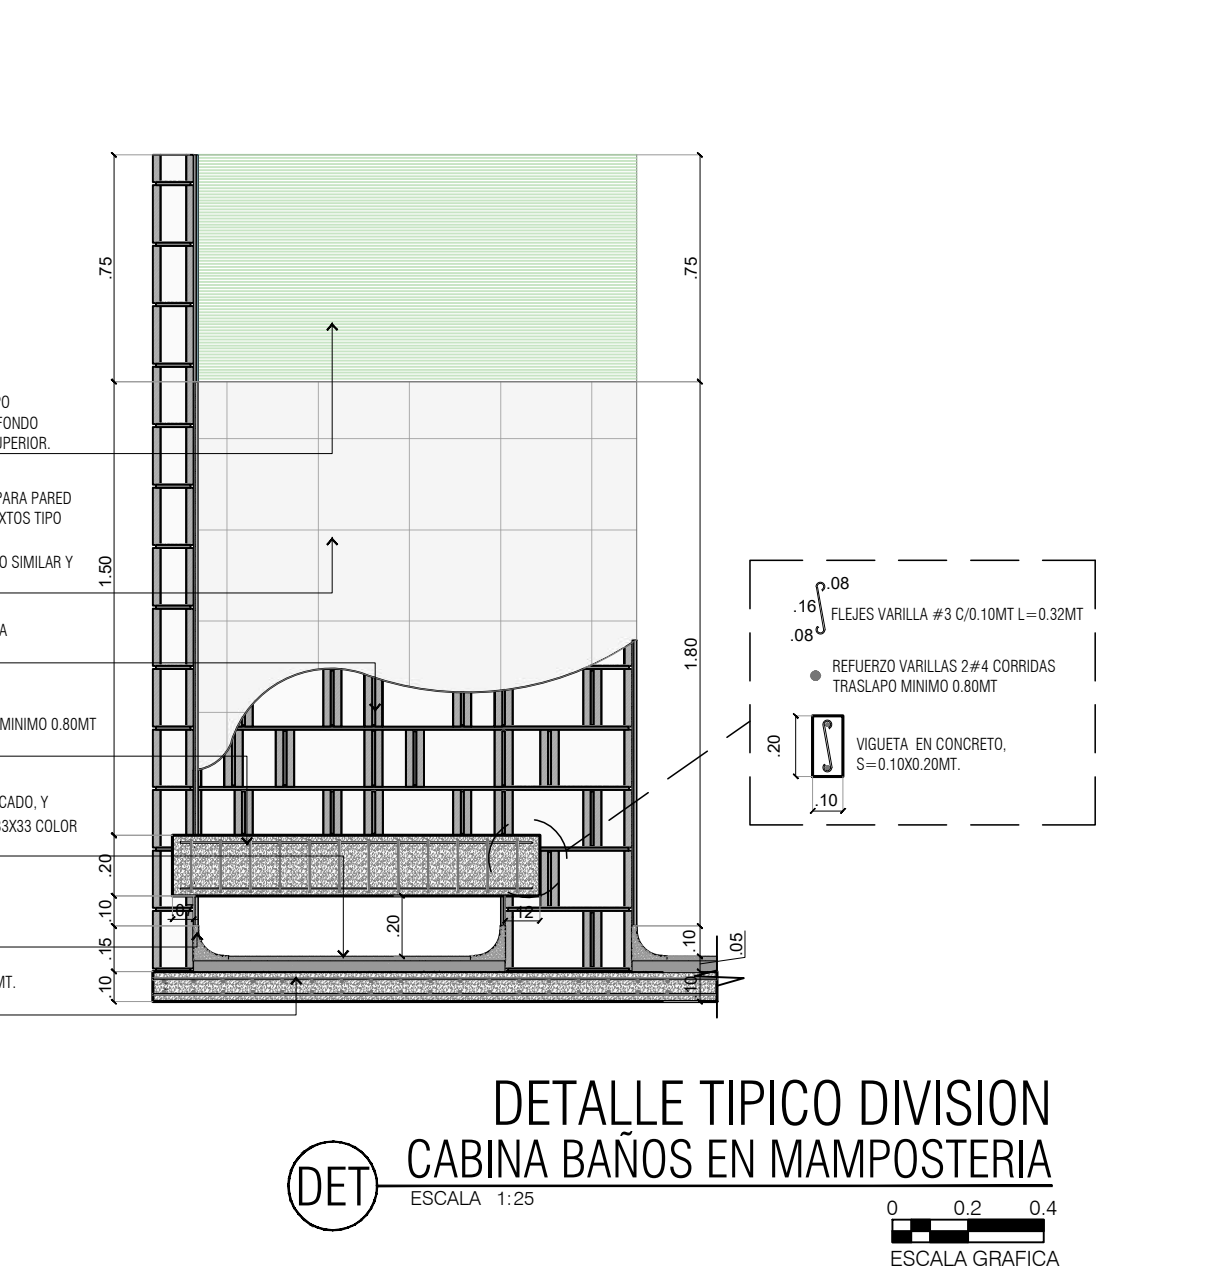 .75
.75
FONDO
UPERIOR.
PARA PARED
XTOS TIPO
O SIMILAR Y
1.50
A
MINIMO 0.80MT
CADO, Y
33X33 COLOR
.20
.10
.15
.10
MT.
.20
.12
1.80
.10
.05
.10
.08
.16
.08
FLEJES VARILLA #3 C/0.10MT L=0.32MT
REFUERZO VARILLAS 2#4 CORRIDAS
TRASLAPO MINIMO 0.80MT
.20
VIGUETA EN CONCRETO,
S=0.10X0.20MT.
.10
DETALLE TIPICO DIVISION
CABINA BAÑOS EN MAMPOSTERIA
DET
ESCALA 1:25
0 0.2 0.4
ESCALA GRAFICA